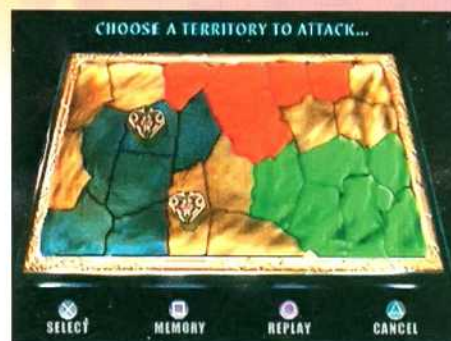 CHOOSE A TERRITORY TO ATTACK...
SELECT
MEMORY
REPLAY
CANCEL